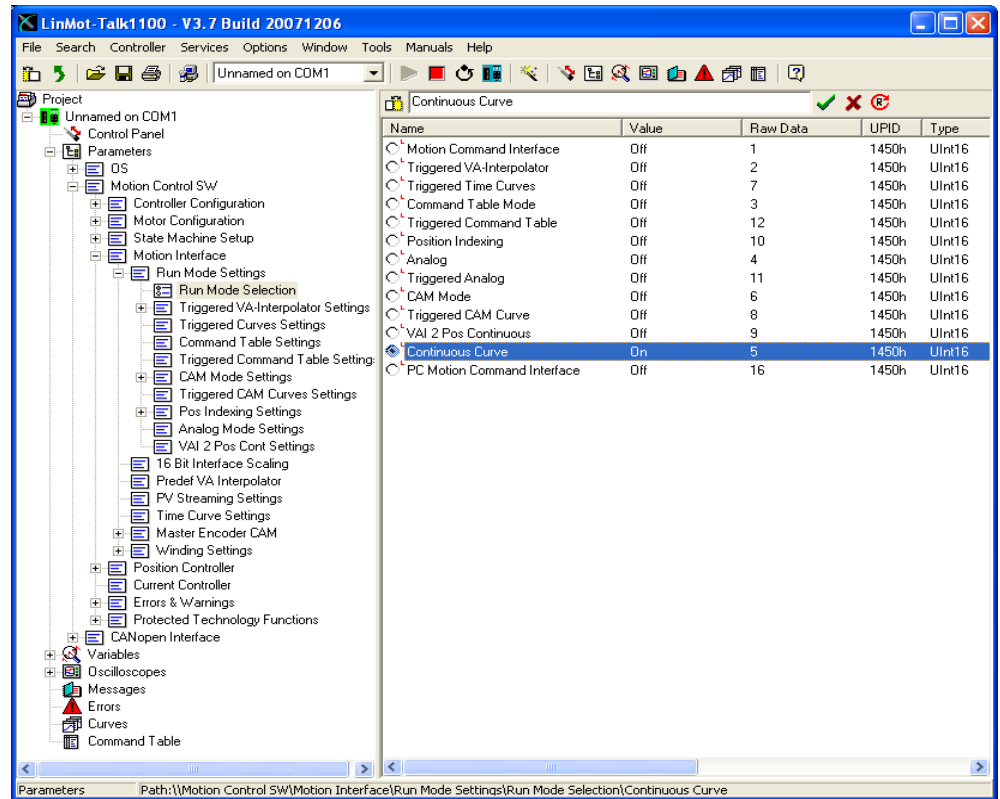 LinMot-Talk1100 - V3.7 Build 20071206
File Search Controller Services Options Window Tools Manuals Help
Unnamed on COM1
Project
Unnamed on COM1
Control Panel
Parameters
OS
Motion Control SW
Controller Configuration
Motor Configuration
State Machine Setup
Motion Interface
Run Mode Settings
Run Mode Selection
Triggered VA-Interpolator Settings
Triggered Curves Settings
Command Table Settings
Triggered Command Table Setting:
CAM Mode Settings
Triggered CAM Curves Settings
Pos Indexing Settings
Analog Mode Settings
VAI 2 Pos Cont Settings
16 Bit Interface Scaling
Predef VA Interpolator
PV Streaming Settings
Time Curve Settings
Master Encoder CAM
Winding Settings
Position Controller
Current Controller
Errors & Warnings
Protected Technology Functions
CANopen Interface
Variables
Oscilloscopes
Messages
Errors
Curves
Command Table
Continuous Curve
Name Value Raw Data UPID Type
Motion Command Interface Off 1 1450h UInt16
Triggered VA-Interpolator Off 2 1450h UInt16
Triggered Time Curves Off 7 1450h UInt16
Command Table Mode Off 3 1450h UInt16
Triggered Command Table Off 12 1450h UInt16
Position Indexing Off 10 1450h UInt16
Analog Off 4 1450h UInt16
Triggered Analog Off 11 1450h UInt16
CAM Mode Off 6 1450h UInt16
Triggered CAM Curve Off 8 1450h UInt16
VAI 2 Pos Continuous Off 9 1450h UInt16
Continuous Curve On 5 1450h UInt16
PC Motion Command Interface Off 16 1450h UInt16
Parameters Path:\\Motion Control SW\Motion Interface\Run Mode Settings\Run Mode Selection\Continuous Curve